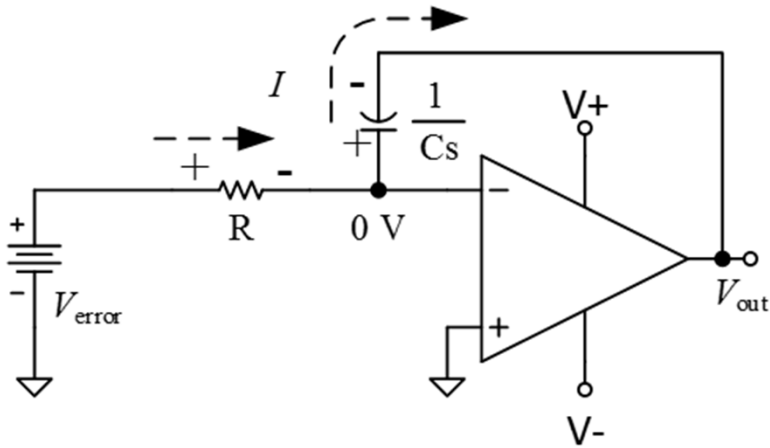 I
-
1
Cs
+
V+
+
-
R
0 V
−
+
-
V_error
+
V_out
V-